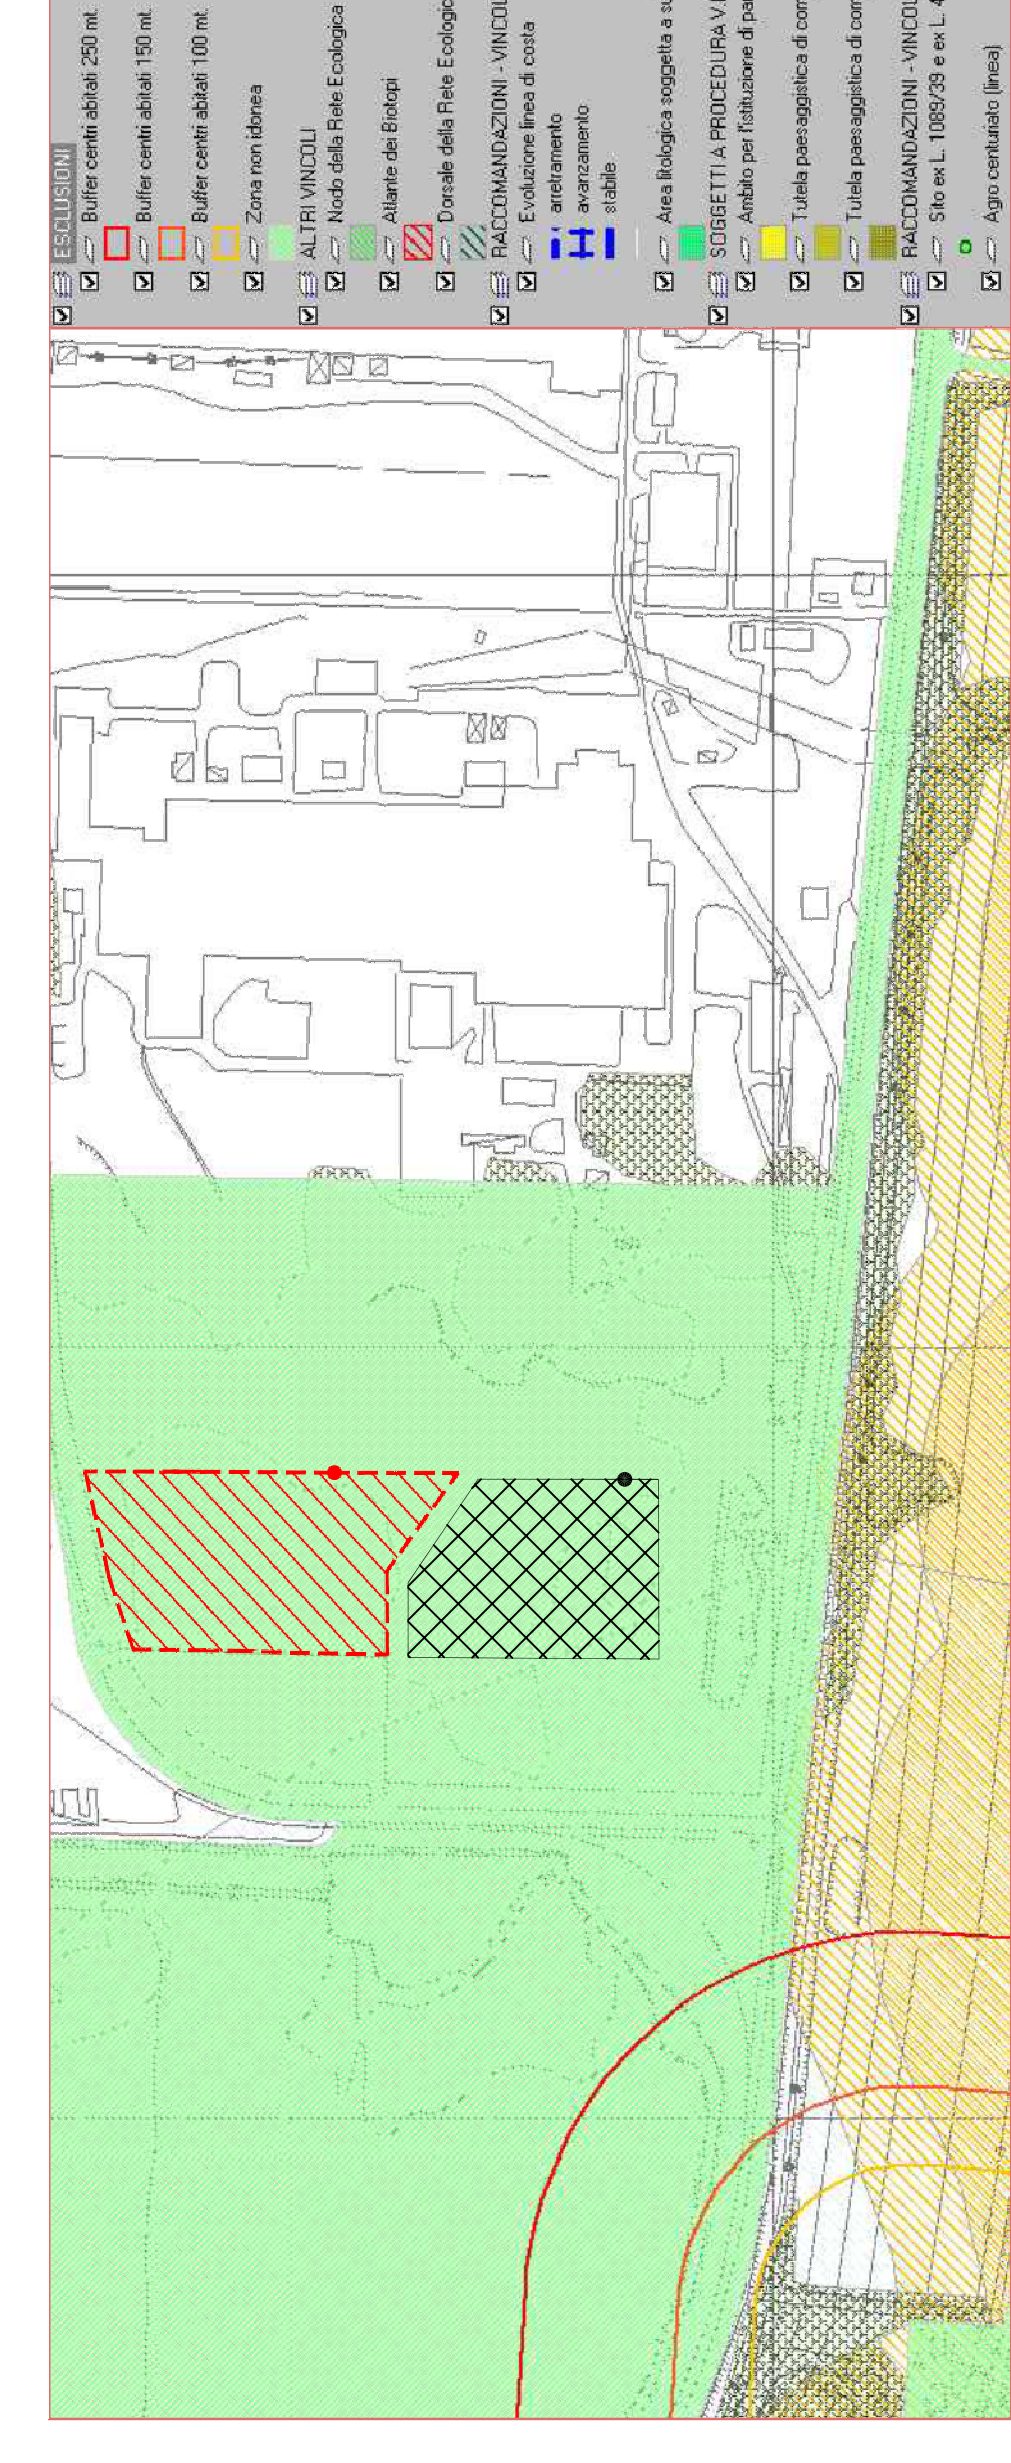 ESCLUSIONI
Buffer centri abitati 250 mt.
Buffer centri abitati 150 mt.
Buffer centri abitati 100 mt.
Zona non idonea
ALTRI VINCOLI
Nodo della Rete Ecologica
Atlante dei Biotopi
Dorsale della Rete Ecologic
RACCOMANDAZIONI - VINCOL
Evoluzione linea di costa
arretramento
avanzamento
stabile
Area litologica soggetta a su
SOGGETTI A PROCEDURA V.I
Ambito per l'istituzione di par
Tutela paesaggistica di com
Tutela paesaggistica di com
RACCOMANDAZIONI - VINCOL
Sito ex L. 1089/39 e ex L. 4
Agro centuriato (linea)